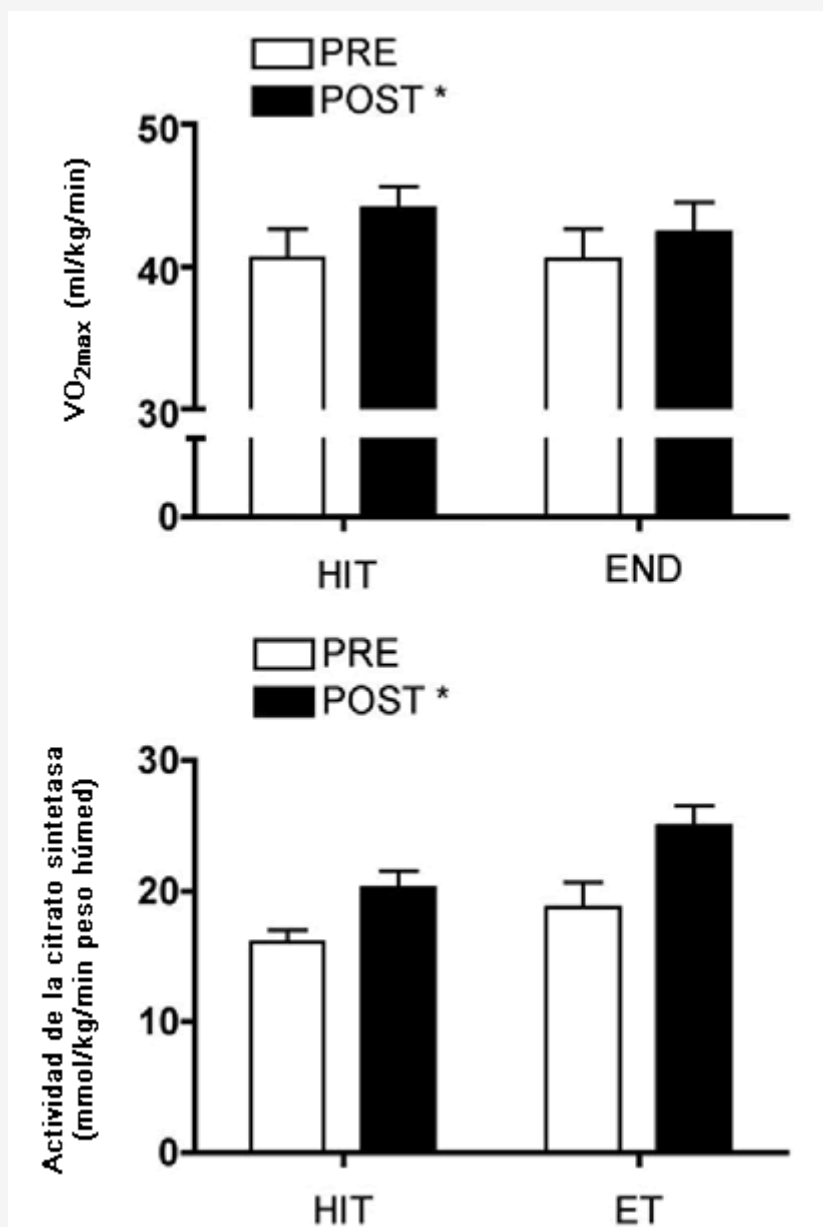 PRE
POST *
50
40
30
0
VO2max (ml/kg/min)
HIT END
PRE
POST *
30
20
10
0
Actividad de la citrato sintetasa
(mmol/kg/min peso húmed)
HIT ET